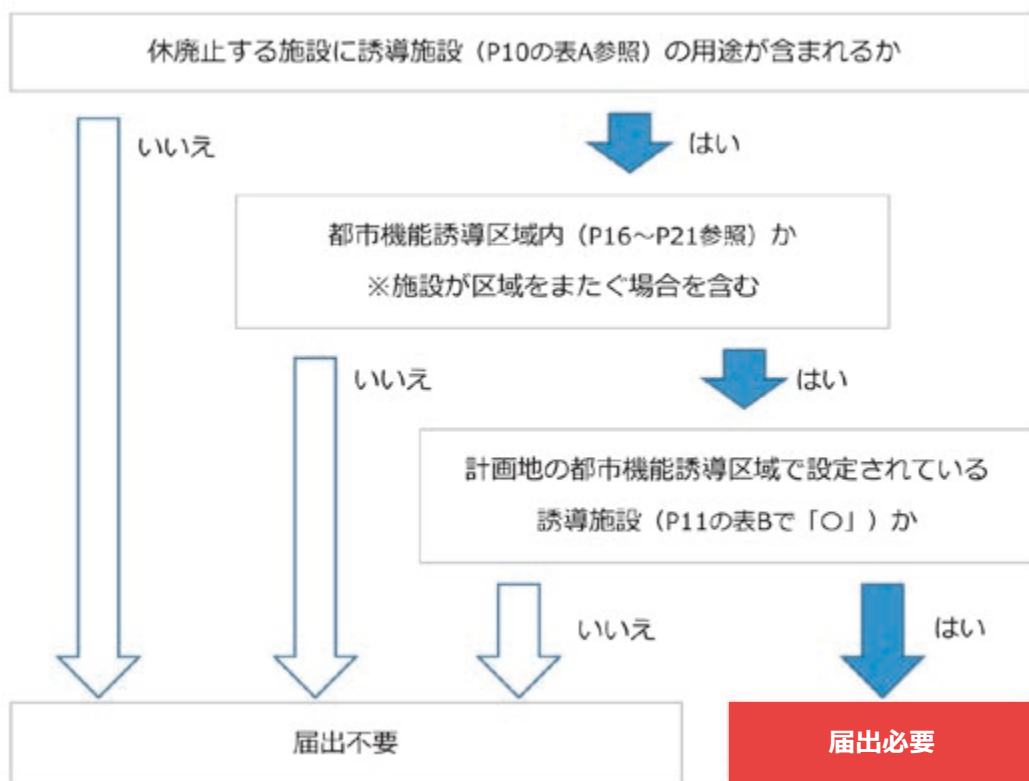 休廃止する施設に誘導施設（P10の表A参照）の用途が含まれるか
いいえ
はい
都市機能誘導区域内（P16～P21参照）か
※施設が区域をまたぐ場合を含む
いいえ
はい
計画地の都市機能誘導区域で設定されている
誘導施設（P11の表Bで「〇」）か
いいえ
はい
届出不要
届出必要